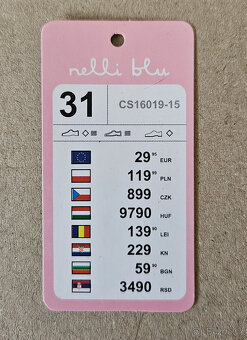 nelli blu
31 CS16019-15
29 95 EUR
119 99 PLN
899 CZK
9790 HUF
139 90 LEI
229 KN
59 90 BGN
3490 RSD